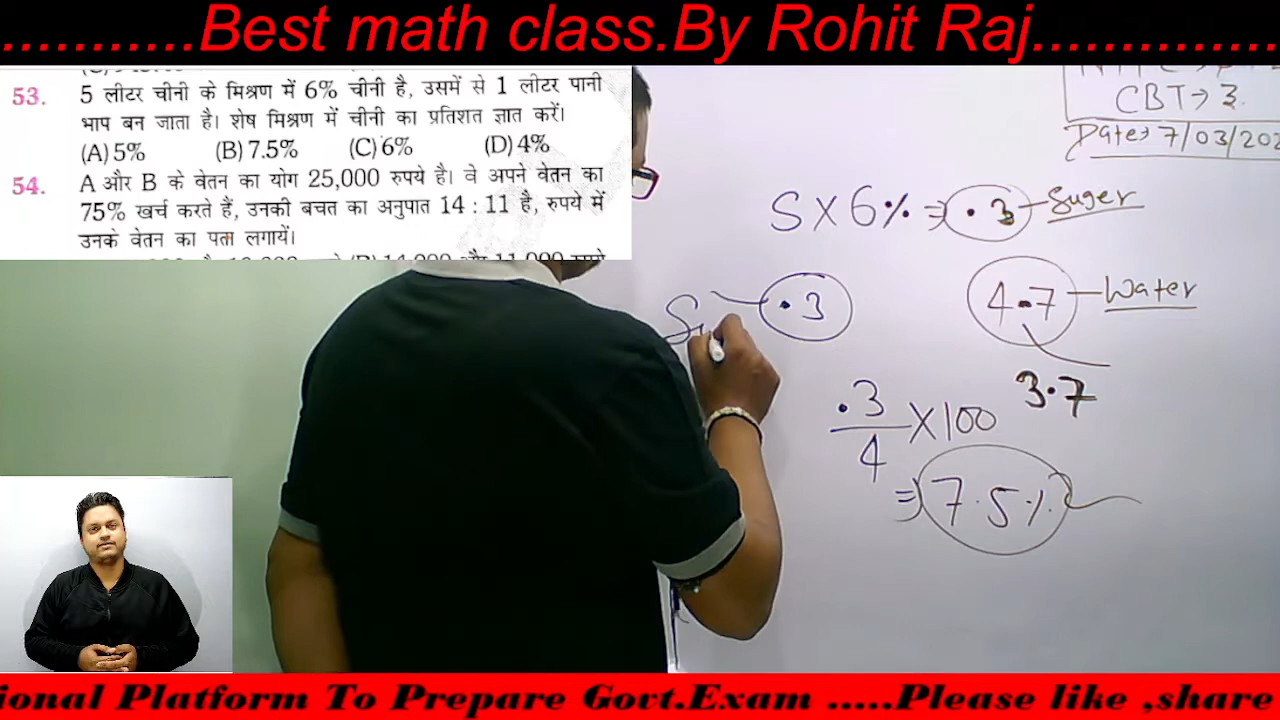 ...........Best math class.By Rohit Raj..............
53. 5 लीटर चीनी के मिश्रण में 6% चीनी है, उसमें से 1 लीटर पानी
भाप बन जाता है। शेष मिश्रण में चीनी का प्रतिशत ज्ञात करें।
(A) 5% (B) 7.5% (C) 6% (D) 4%
54. A और B के वेतन का योग 25,000 रुपये है। वे अपने वेतन का
75% खर्च करते हैं, उनकी बचत का अनुपात 14 : 11 है, रुपये में
उनके वेतन का पता लगायें।
CBT→ 3.
Date→ 7/03/202
5 X 6% ⇒ .3 Suger
4.7 Water
.3
3.7
.3/4 X 100
⇒ 7.5%
ional Platform To Prepare Govt.Exam .....Please like ,share